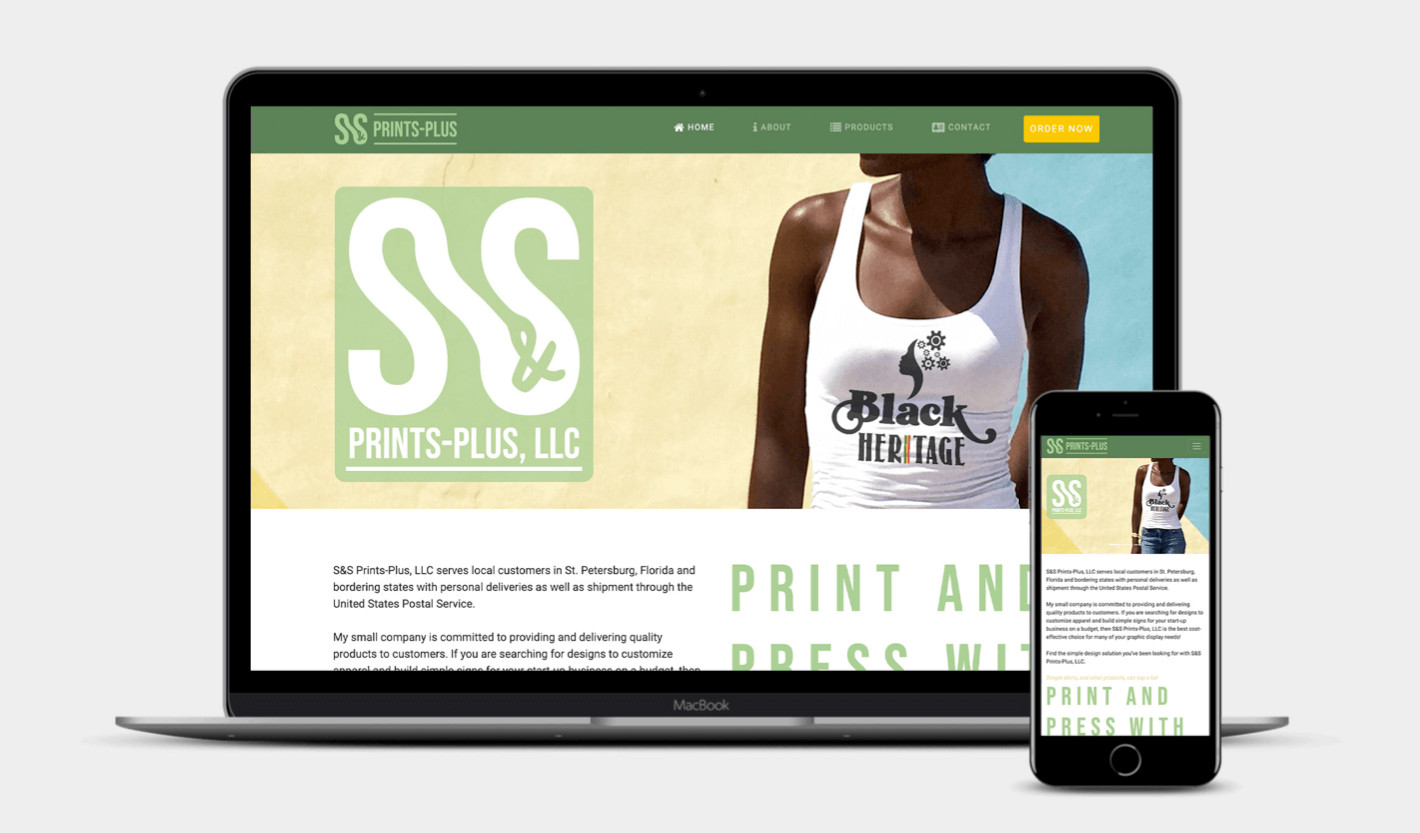 S&S PRINTS-PLUS
HOME ABOUT PRODUCTS CONTACT ORDER NOW
S&S
PRINTS-PLUS, LLC
Black
HERITAGE
S&S Prints-Plus, LLC serves local customers in St. Petersburg, Florida and
bordering states with personal deliveries as well as shipment through the
United States Postal Service.
My small company is committed to providing and delivering quality
products to customers. If you are searching for designs to customize
apparel and build simple signs for your start-up business on a budget, then
PRINT AND
PRESS WIT
MacBook
S&S PRINTS-PLUS
S&S
PRINTS-PLUS, LLC
Black
HERITAGE
S&S Prints-Plus, LLC serves local customers in St. Petersburg,
Florida and bordering states with personal deliveries as well as
shipment through the United States Postal Service.
My small company is committed to providing and delivering
quality products to customers. If you are searching for designs to
customize apparel and build simple signs for your start-up
business on a budget, then S&S Prints-Plus, LLC is the best cost-
effective choice for many of your graphic display needs!
Find the simple design solution you've been looking for with S&S
Prints-Plus, LLC.
PRINT AND
PRESS WITH